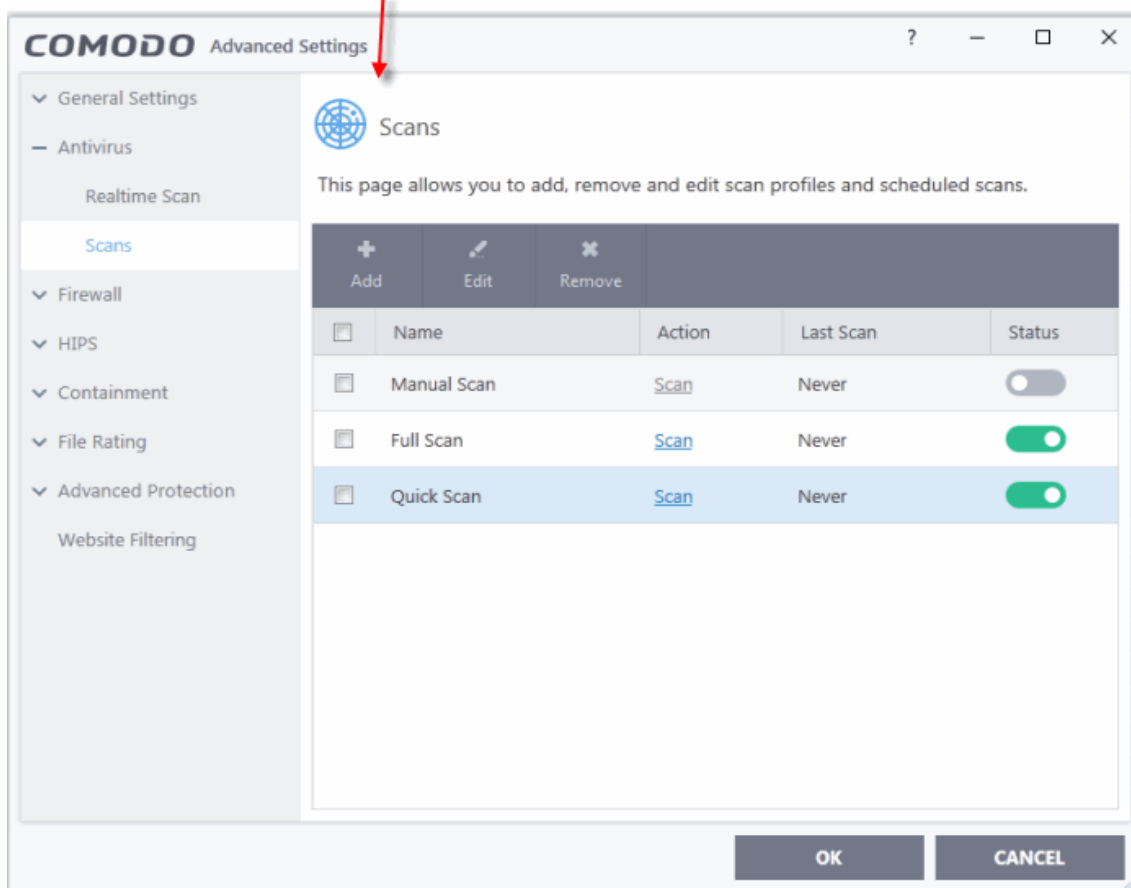 COMODO Advanced Settings ?
General Settings
Antivirus
Realtime Scan
Scans
Firewall
HIPS
Containment
File Rating
Advanced Protection
Website Filtering
Scans
This page allows you to add, remove and edit scan profiles and scheduled scans.
Add Edit Remove
Name Action Last Scan Status
Manual Scan Scan Never
Full Scan Scan Never
Quick Scan Scan Never
OK CANCEL